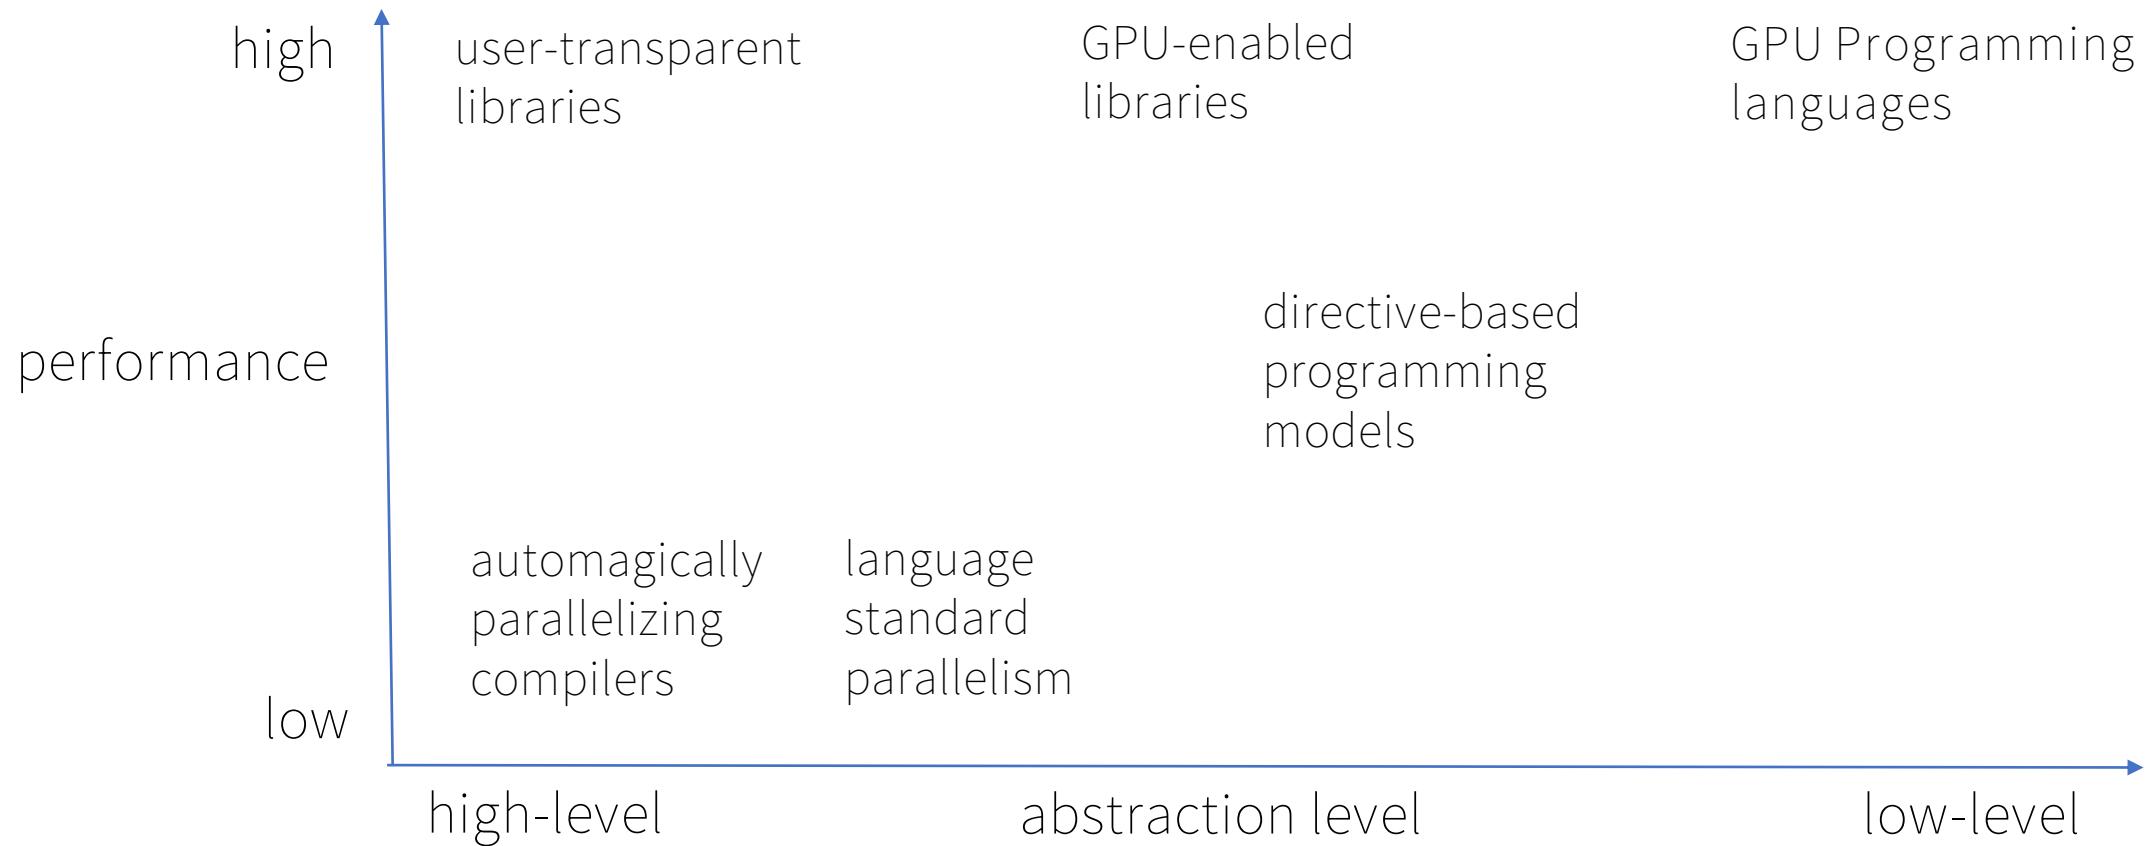 high
user-transparent
libraries
GPU-enabled
libraries
GPU Programming
languages
performance
directive-based
programming
models
automagically
parallelizing
compilers
language
standard
parallelism
low
high-level
abstraction level
low-level